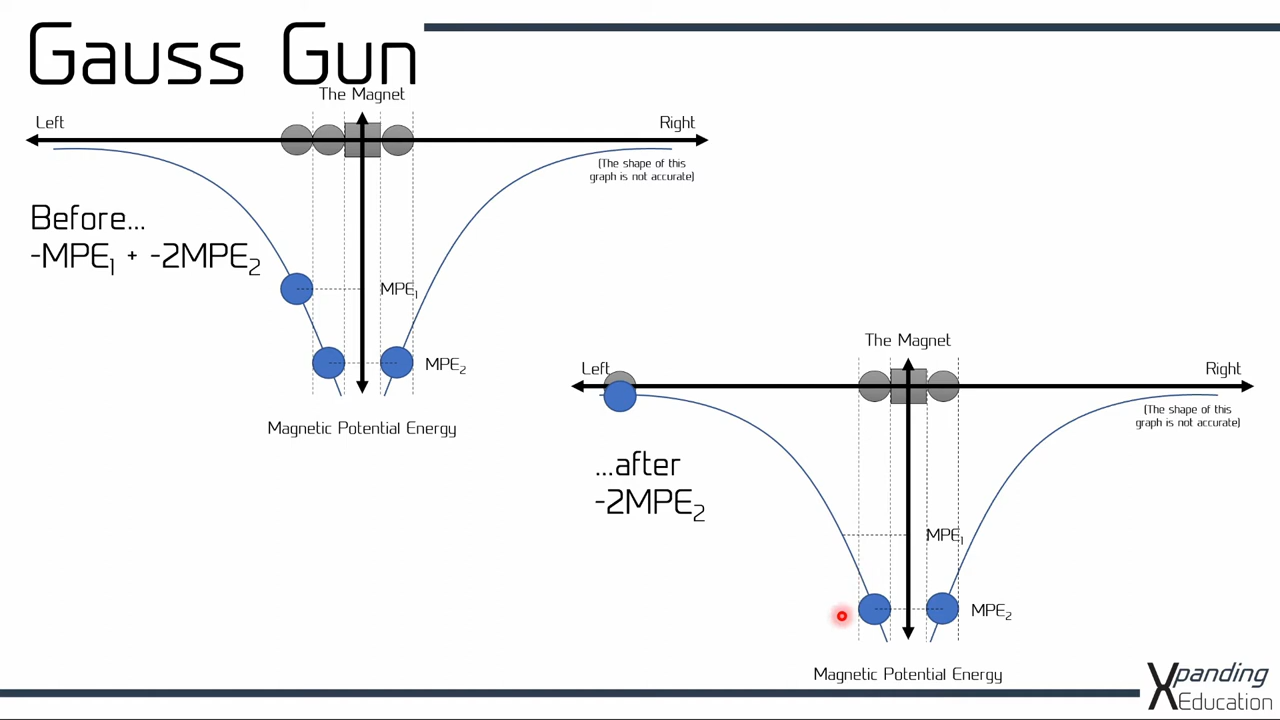 Gauss Gun
The Magnet
Left
Right
(The shape of this
graph is not accurate)
Before...
-MPE₁ + -2MPE₂
MPE₁
MPE₂
Magnetic Potential Energy
The Magnet
Left
Right
(The shape of this
graph is not accurate)
...after
-2MPE₂
MPE₁
MPE₂
Magnetic Potential Energy
Xpanding
Education